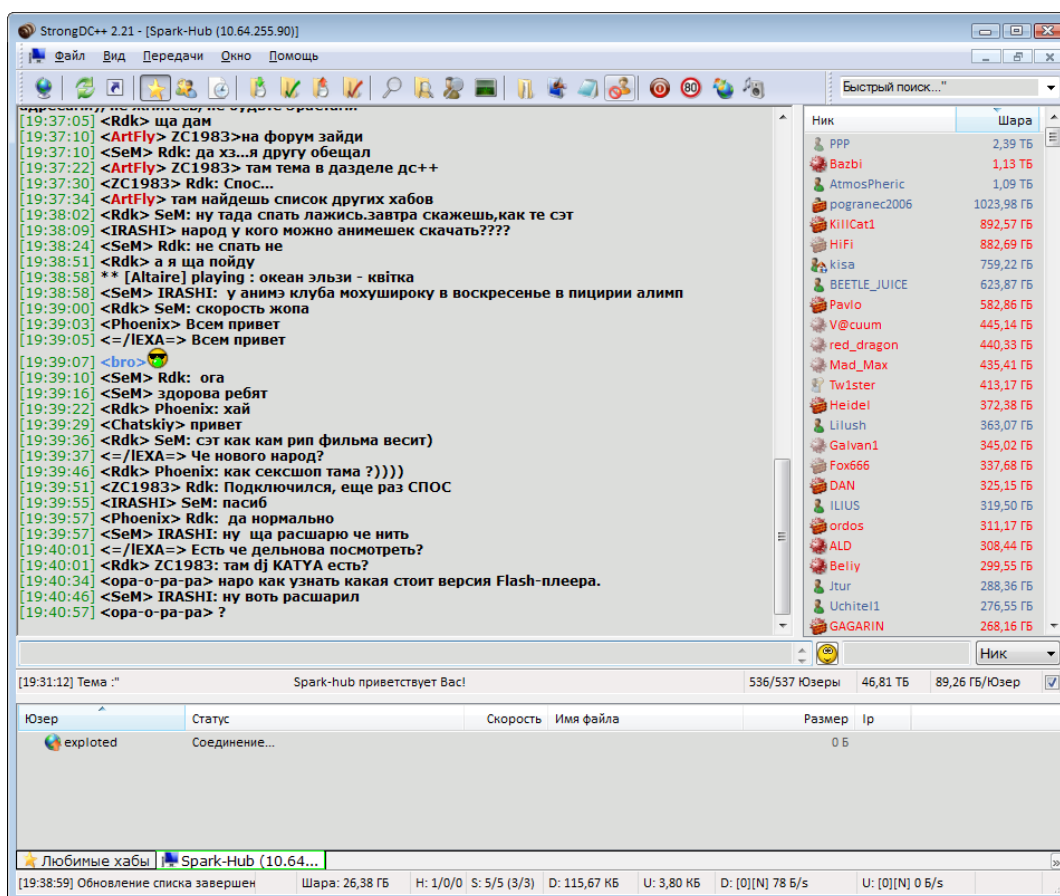 StrongDC++ 2.21 - [Spark-Hub (10.64.255.90)]
Файл Вид Передачи Окно Помощь
80
Быстрый поиск..."
[19:37:05] <Rdk> ща дам
[19:37:10] <ArtFly> ZC1983>на форум зайди
[19:37:10] <SeM> Rdk: да хз...я другу обещал
[19:37:22] <ArtFly> ZC1983> там тема в дазделе дс++
[19:37:30] <ZC1983> Rdk: Спос...
[19:37:34] <ArtFly> там найдешь список других хабов
[19:38:02] <Rdk> SeM: ну тада спать лажись.завтра скажешь,как те сэт
[19:38:09] <IRASHI> народ у кого можно анимешек скачать????
[19:38:24] <SeM> Rdk: не спать не
[19:38:51] <Rdk> а я ща пойду
[19:38:58] ** [Altaire] playing : океан эльзи - квітка
[19:38:58] <SeM> IRASHI: у анимэ клуба мохушироку в воскресенье в пицирии алимп
[19:39:00] <Rdk> SeM: скорость жопа
[19:39:03] <Phoenix> Всем привет
[19:39:05] <=/lEXA=> Всем привет
[19:39:07] <bro>
[19:39:10] <SeM> Rdk: ога
[19:39:16] <SeM> здорова ребят
[19:39:22] <Rdk> Phoenix: хай
[19:39:29] <Chatskiy> привет
[19:39:36] <Rdk> SeM: сэт как кам рип фильма весит)
[19:39:37] <=/lEXA=> Че нового народ?
[19:39:46] <Rdk> Phoenix: как сексшоп тама ?))))
[19:39:51] <ZC1983> Rdk: Подключился, еще раз СПОС
[19:39:55] <IRASHI> SeM: пасиб
[19:39:57] <Phoenix> Rdk: да нормально
[19:39:57] <SeM> IRASHI: ну ща расшарю че нить
[19:40:01] <=/lEXA=> Есть че дельнова посмотреть?
[19:40:01] <Rdk> ZC1983: там dj KATYA есть?
[19:40:34] <opa-o-pa-pa> наро как узнать какая стоит версия Flash-плеера.
[19:40:46] <SeM> IRASHI: ну воть расшарил
[19:40:57] <opa-o-pa-pa> ?
Ник Шара
PPP 2,39 ТБ
Bazbi 1,13 ТБ
AtmosPheric 1,09 ТБ
pogranec2006 1023,98 ГБ
KillCat1 892,57 ГБ
HiFi 882,69 ГБ
kisa 759,22 ГБ
BEETLE_JUICE 623,87 ГБ
Pavlo 582,86 ГБ
V@cuum 445,14 ГБ
red_dragon 440,33 ГБ
Mad_Max 435,41 ГБ
Tw1ster 413,17 ГБ
Heidel 372,38 ГБ
Lilush 363,07 ГБ
Galvan1 345,02 ГБ
Fox666 337,68 ГБ
DAN 325,15 ГБ
ILIUS 319,50 ГБ
ordos 311,17 ГБ
ALD 308,44 ГБ
Beliy 299,55 ГБ
Jtur 288,36 ГБ
Uchitel1 276,55 ГБ
GAGARIN 268,16 ГБ
Ник
[19:31:12] Тема :" Spark-hub приветствует Вас! 536/537 Юзеры 46,81 ТБ 89,26 ГБ/Юзер
Юзер Статус Скорость Имя файла Размер Ip
exploted Соединение... 0 Б
Любимые хабы Spark-Hub (10.64...
[19:38:59] Обновление списка завершен Шара: 26,38 ГБ H: 1/0/0 S: 5/5 (3/3) D: 115,67 КБ U: 3,80 КБ D: [0][N] 78 Б/s U: [0][N] 0 Б/s